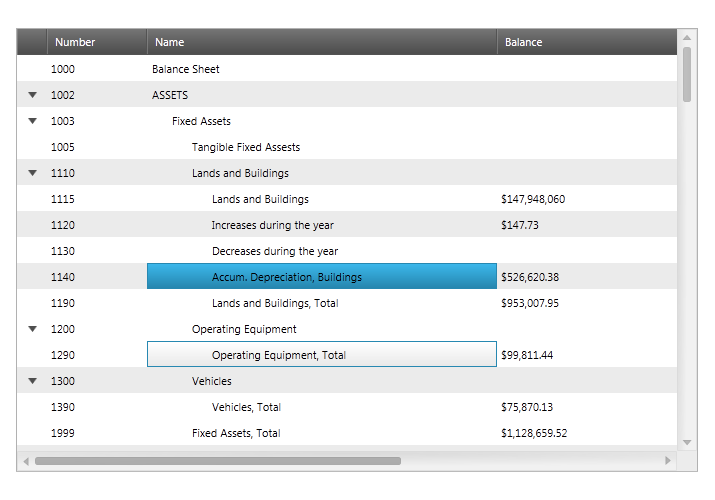 Number Name Balance
1000 Balance Sheet
1002 ASSETS
1003 Fixed Assets
1005 Tangible Fixed Assests
1110 Lands and Buildings
1115 Lands and Buildings $147,948,060
1120 Increases during the year $147.73
1130 Decreases during the year
1140 Accum. Depreciation, Buildings $526,620.38
1190 Lands and Buildings, Total $953,007.95
1200 Operating Equipment
1290 Operating Equipment, Total $99,811.44
1300 Vehicles
1390 Vehicles, Total $75,870.13
1999 Fixed Assets, Total $1,128,659.52